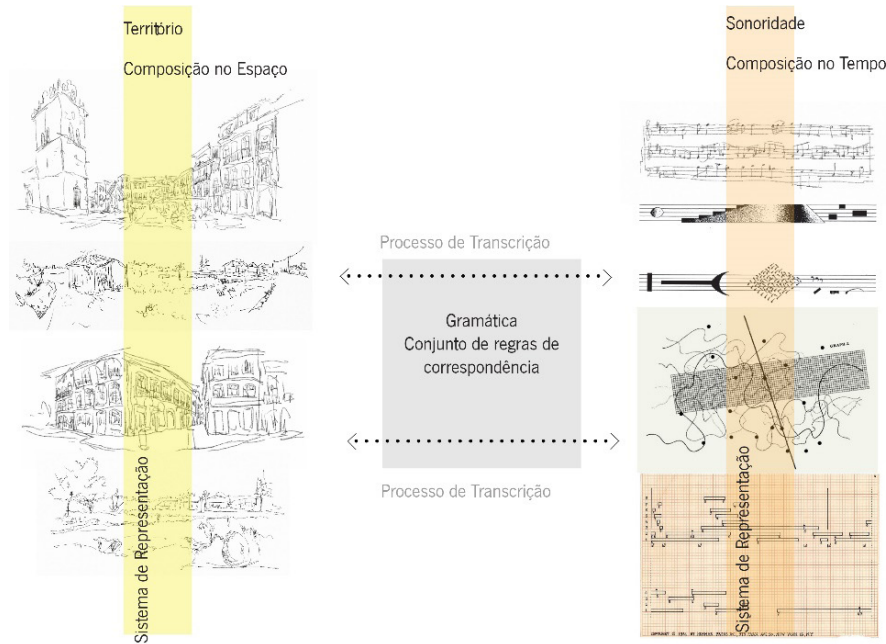 Território
Composição no Espaço
Sistema de Representação
Processo de Transcrição
Gramática
Conjunto de regras de
correspondência
Processo de Transcrição
Sonoridade
Composição no Tempo
Sistema de Representação